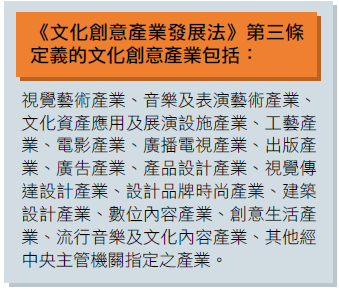 《文化創意產業發展法》第三條
定義的文化創意產業包括：
視覺藝術產業、音樂及表演藝術產業、
文化資產應用及展演設施產業、工藝產
業、電影產業、廣播電視產業、出版產
業、廣告產業、產品設計產業、視覺傳
達設計產業、設計品牌時尚產業、建築
設計產業、數位內容產業、創意生活產
業、流行音樂及文化內容產業、其他經
中央主管機關指定之產業。